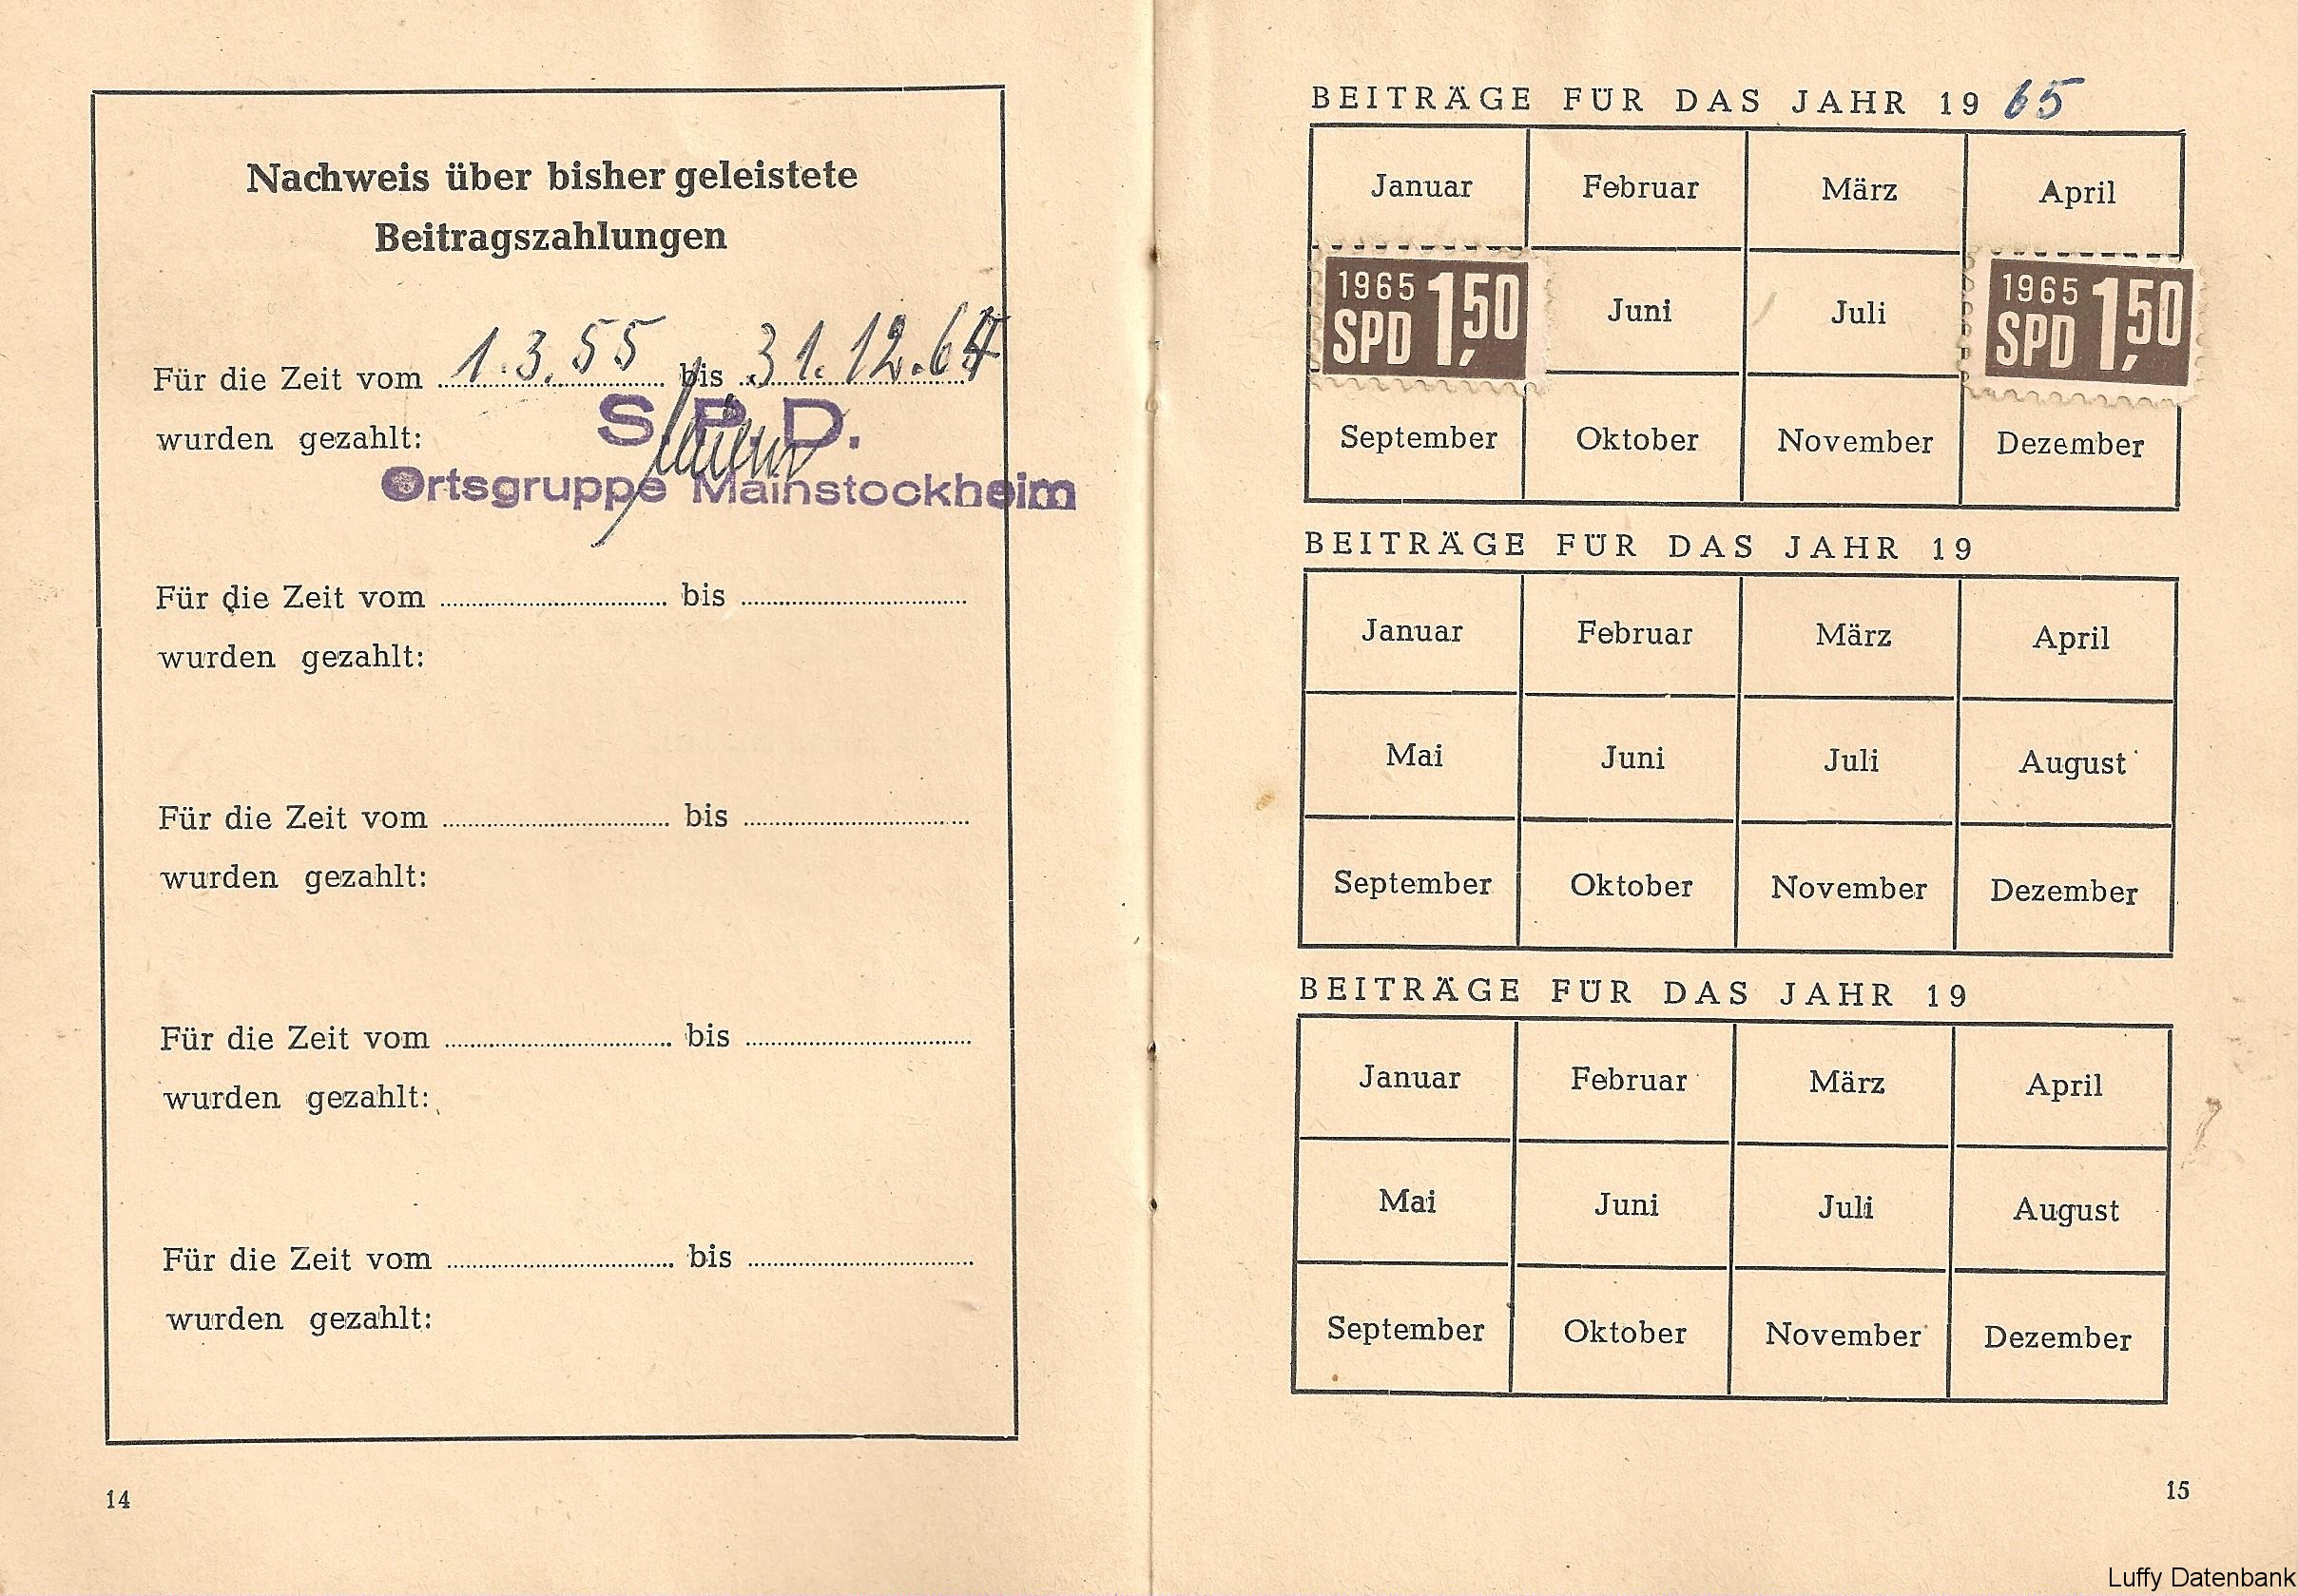 Nachweis über bisher geleistete
Beitragszahlungen
Für die Zeit vom 1.3.55 bis 31.12.64
wurden gezahlt:
S.P.D.
Ortsgruppe Mainstockheim
Für die Zeit vom bis
wurden gezahlt:
Für die Zeit vom bis
wurden gezahlt:
Für die Zeit vom bis
wurden gezahlt:
Für die Zeit vom bis
wurden gezahlt:
14
BEITRÄGE FÜR DAS JAHR 1965
Januar Februar März April
1965 SPD 1,50 Juni Juli 1965 SPD 1,50
September Oktober November Dezember
BEITRÄGE FÜR DAS JAHR 19
Januar Februar März April
Mai Juni Juli August
September Oktober November Dezember
BEITRÄGE FÜR DAS JAHR 19
Januar Februar März April
Mai Juni Juli August
September Oktober November Dezember
15
Luffy Datenbank